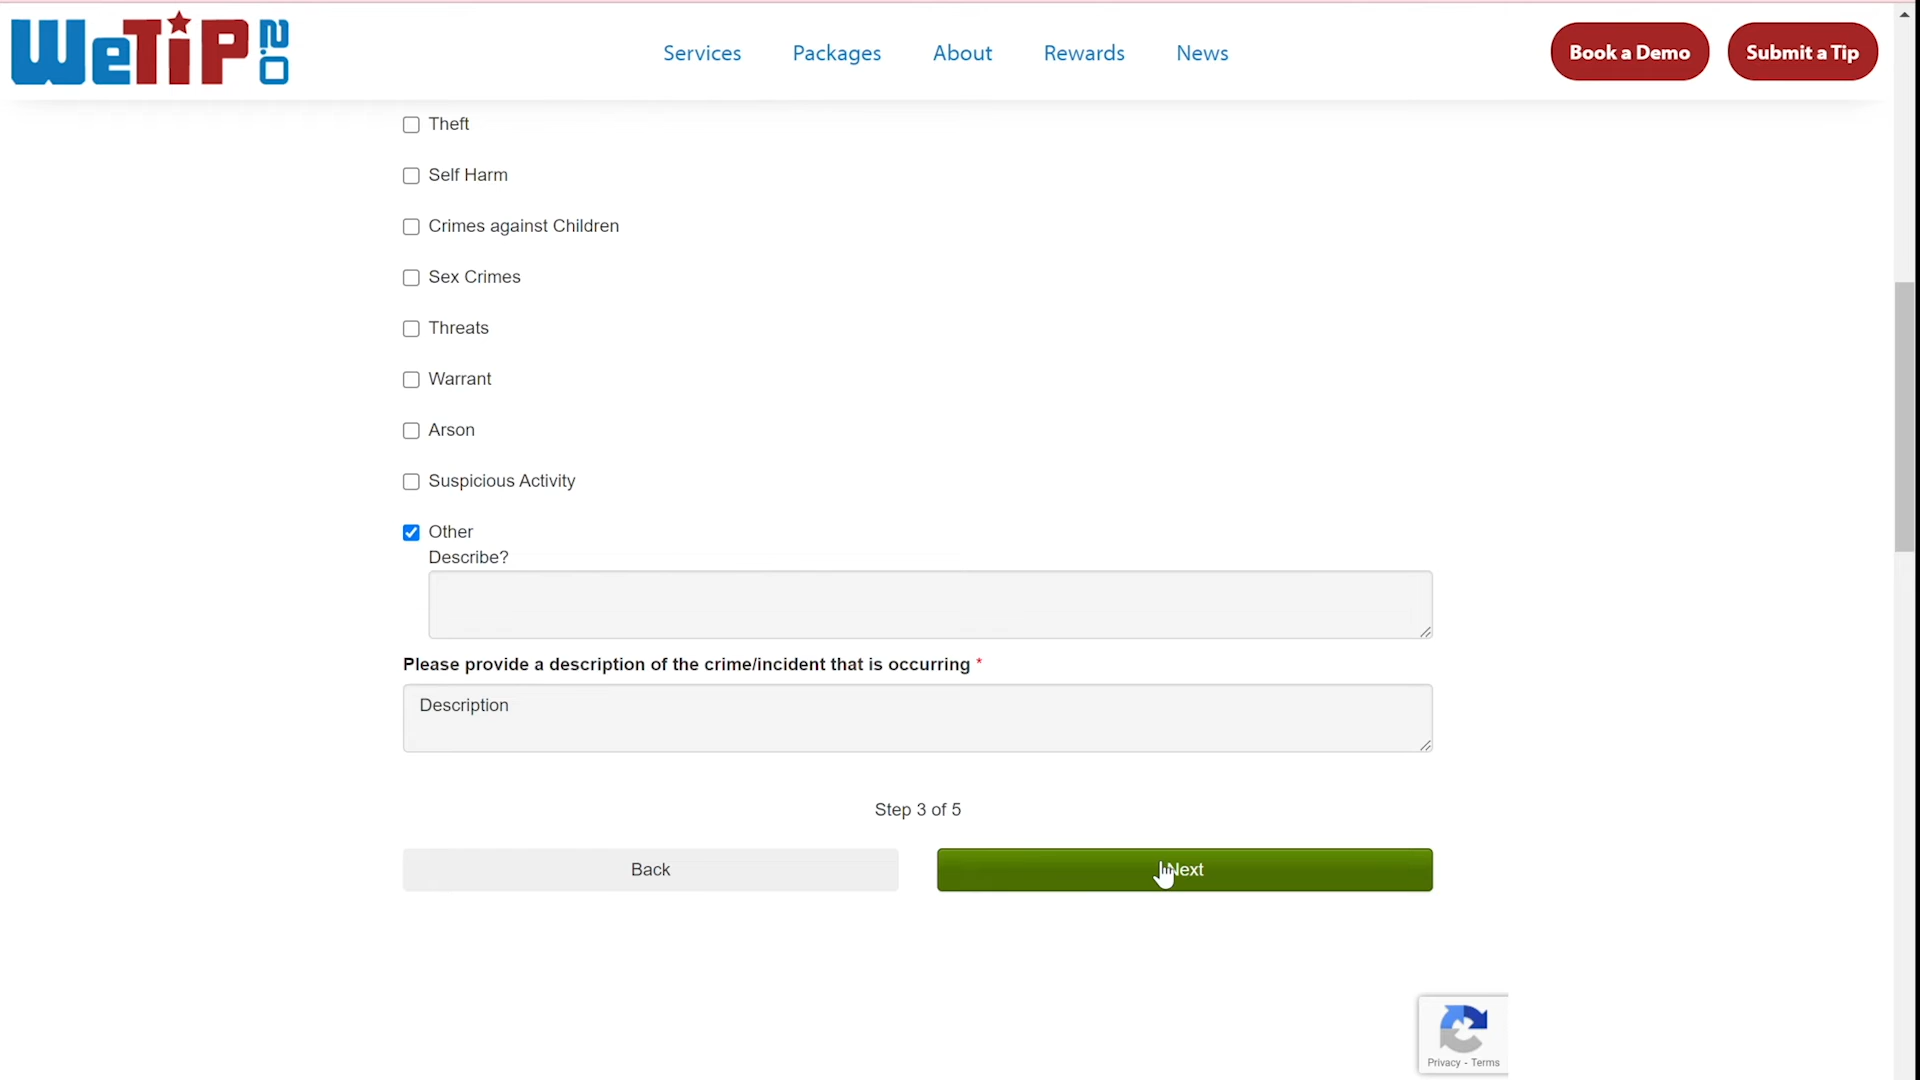 WeTiP 2.0
Services
Packages
About
Rewards
News
Book a Demo
Submit a Tip
Theft
Self Harm
Crimes against Children
Sex Crimes
Threats
Warrant
Arson
Suspicious Activity
Other
Describe?
Please provide a description of the crime/incident that is occurring *
Description
Step 3 of 5
Back
Next
Privacy - Terms